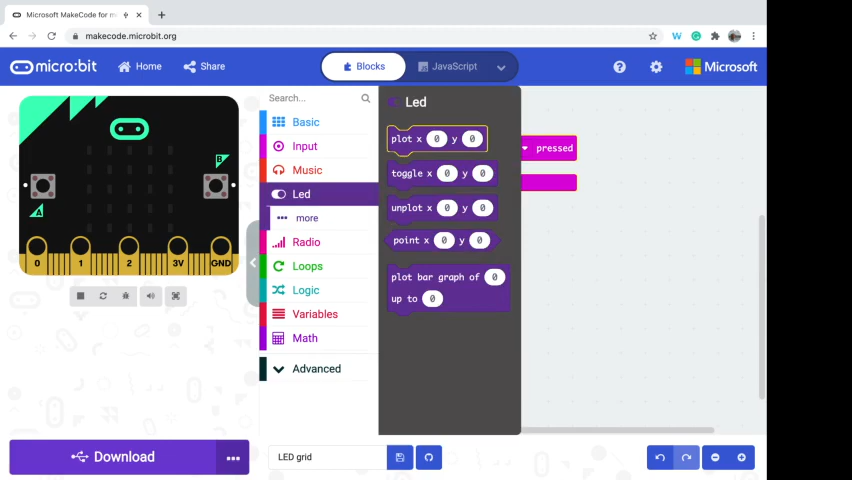 Microsoft MakeCode for m
makecode.microbit.org
W
micro:bit
Home
Share
Blocks
JavaScript
Microsoft
Search...
Basic
Input
Music
Led
more
Radio
Loops
Logic
Variables
Math
Advanced
Led
plot x 0 y 0
toggle x 0 y 0
unplot x 0 y 0
point x 0 y 0
plot bar graph of 0
up to 0
pressed
B
A
0 1 2 3V GND
Download
LED grid